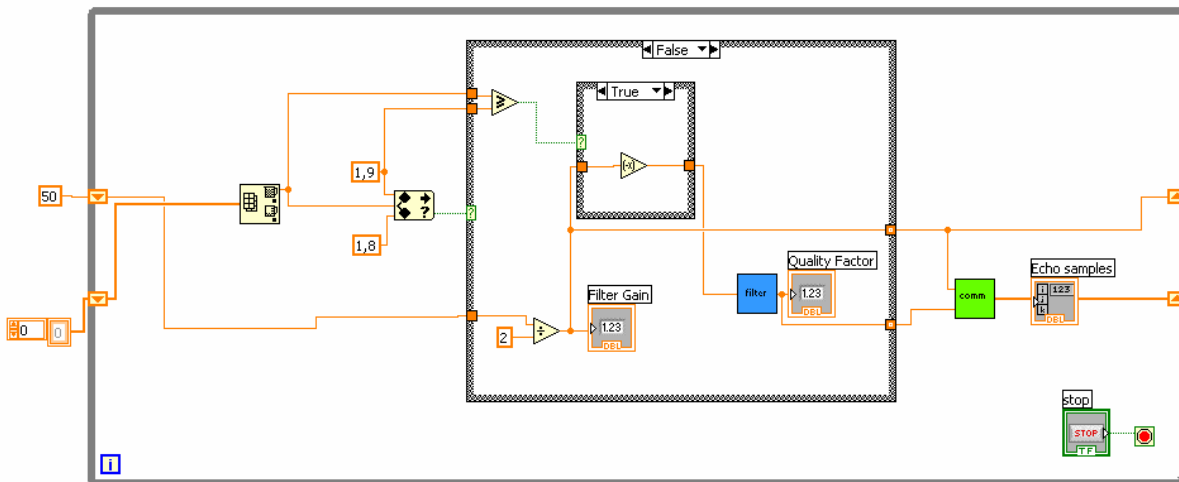 False
True
?
(-x)
1,9
50
?
?
1,8
Quality Factor
Echo samples
Filter Gain
filter
1.23
DBL
comm
i 123
j
k
DBL
0
0
2
÷
1.23
DBL
stop
STOP
TF
i